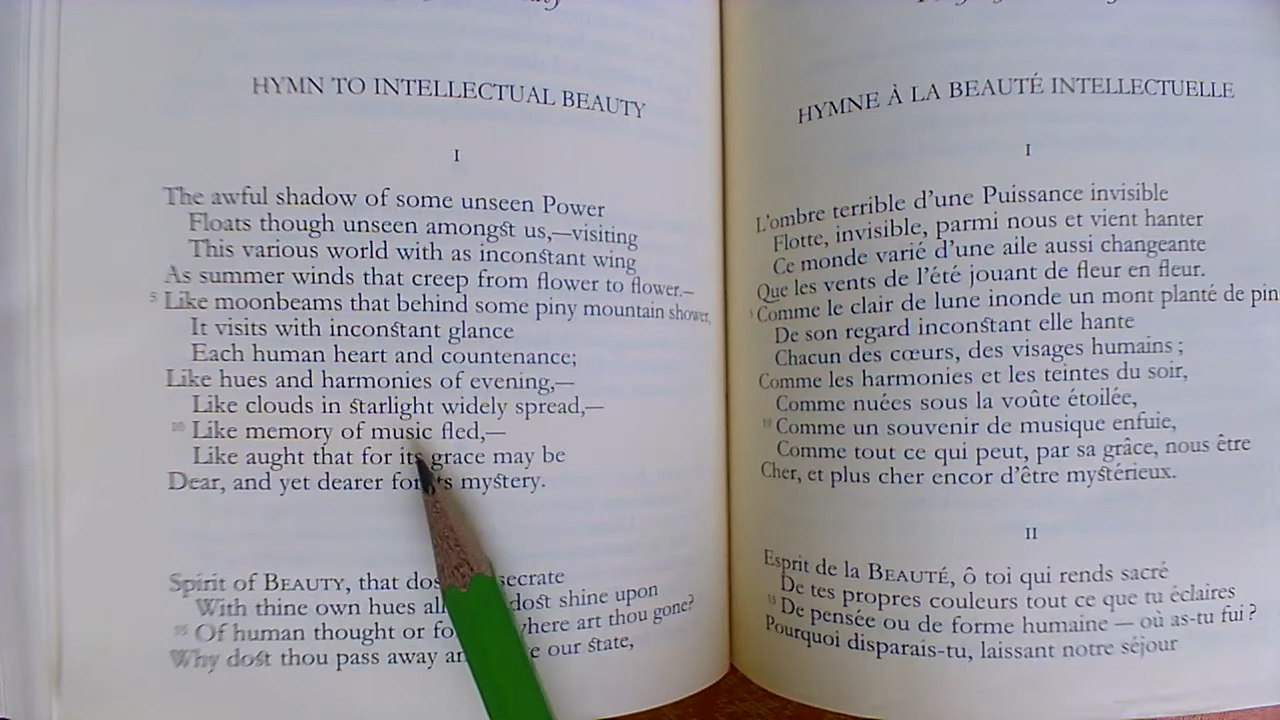 HYMN TO INTELLECTUAL BEAUTY
I
The awful shadow of some unseen Power
Floats though unseen amongst us,—visiting
This various world with as inconstant wing
As summer winds that creep from flower to flower.—
5 Like moonbeams that behind some piny mountain shower,
It visits with inconstant glance
Each human heart and countenance;
Like hues and harmonies of evening,—
Like clouds in starlight widely spread,—
10 Like memory of music fled,—
Like aught that for its grace may be
Dear, and yet dearer for its mystery.
Spirit of BEAUTY, that
With thine own hues all dost shine upon
15 Of human thought or where art thou gone?
Why dost thou pass away our state,
HYMNE À LA BEAUTÉ INTELLECTUELLE
I
L'ombre terrible d'une Puissance invisible
Flotte, invisible, parmi nous et vient hanter
Ce monde varié d'une aile aussi changeante
Que les vents de l'été jouant de fleur en fleur.
5 Comme le clair de lune inonde un mont planté de pin
De son regard inconstant elle hante
Chacun des cœurs, des visages humains ;
Comme les harmonies et les teintes du soir,
Comme nuées sous la voûte étoilée,
10 Comme un souvenir de musique enfuie,
Comme tout ce qui peut, par sa grâce, nous être
Cher, et plus cher encor d'être mystérieux.
II
Esprit de la BEAUTÉ, ô toi qui rends sacré
De tes propres couleurs tout ce que tu éclaires
15 De pensée ou de forme humaine — où as-tu fui ?
Pourquoi disparais-tu, laissant notre séjour